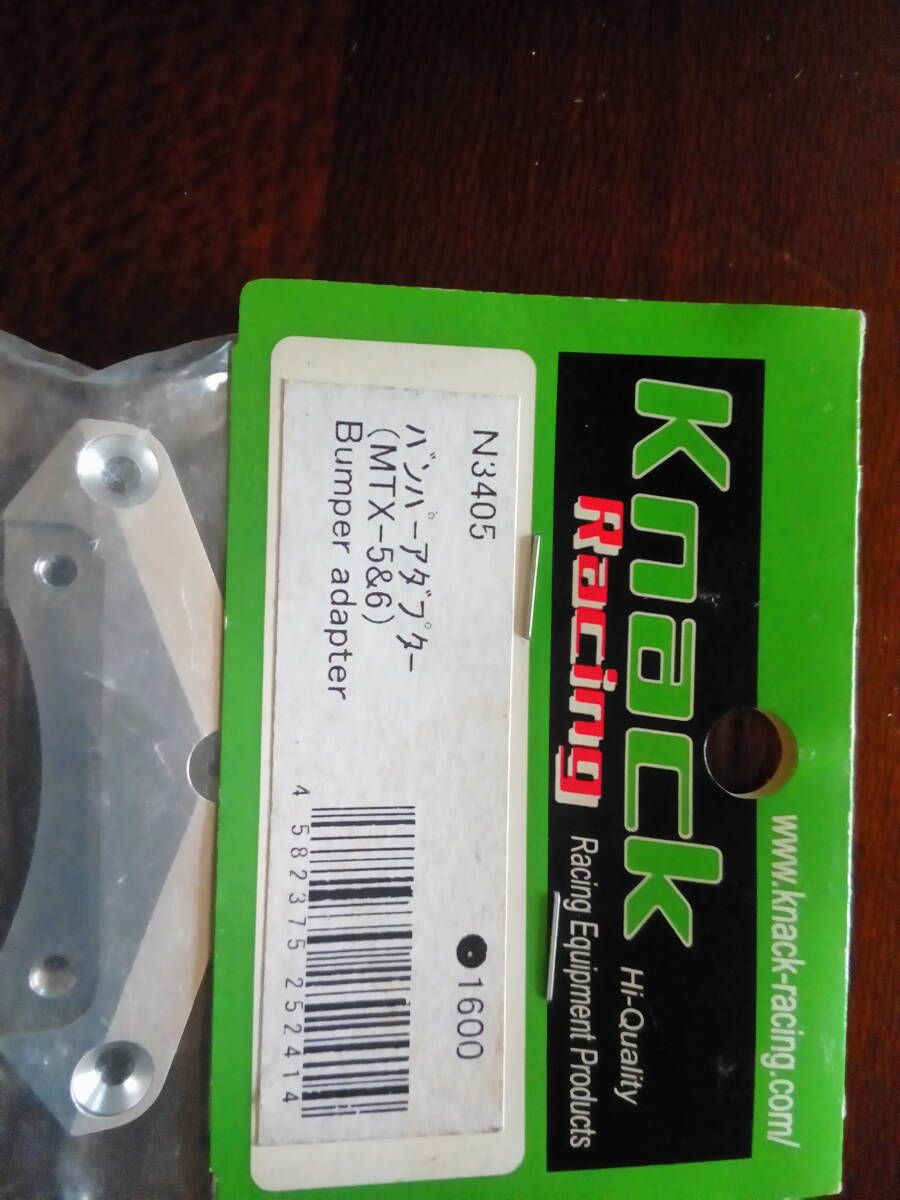 www.knack-racing.com/
Knack
Hi-Quality
Racing
Racing Equipment Products
N3405
●1600
ﾊﾞﾝﾊﾟｰｱﾀﾞﾌﾟﾀｰ
(MTX-5&6)
Bumper adapter
4 582375 252414